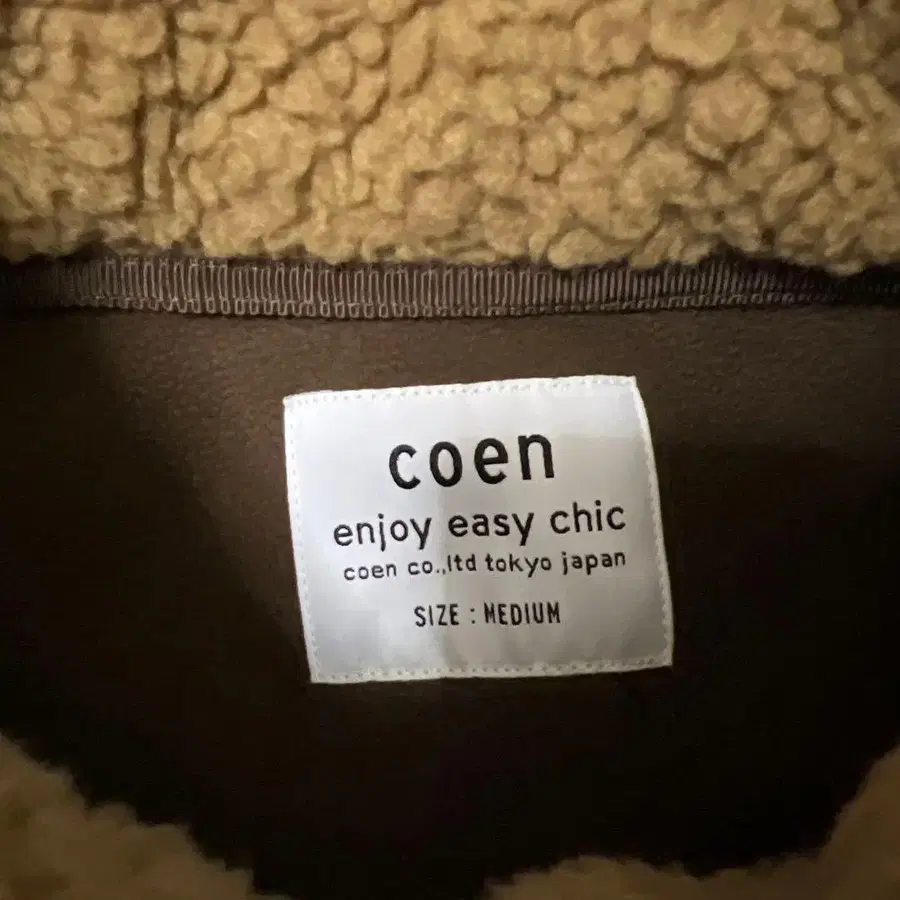 coen
enjoy easy chic
coen co.,ltd tokyo japan
SIZE : MEDIUM